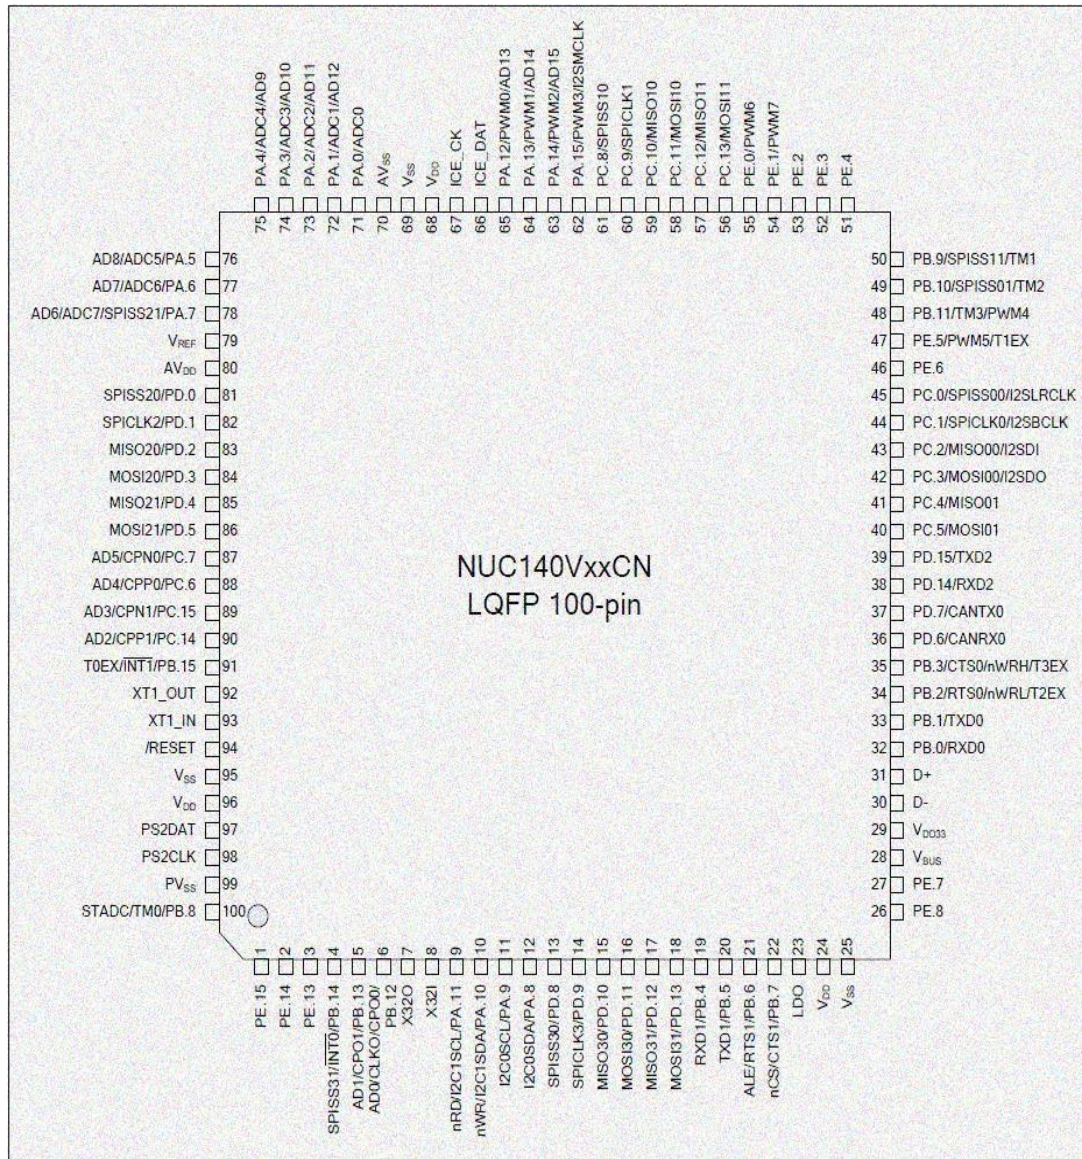 PA.4/ADC4/AD9
PA.3/ADC3/AD10
PA.2/ADC2/AD11
PA.1/ADC1/AD12
PA.0/ADC0
AVSS
VSS
VDD
ICE_CK
ICE_DAT
PA.12/PWM0/AD13
PA.13/PWM1/AD14
PA.14/PWM2/AD15
PA.15/PWM3/I2SMCLK
PC.8/SPISS10
PC.9/SPICLK1
PC.10/MISO10
PC.11/MOSI10
PC.12/MISO11
PC.13/MOSI11
PE.0/PWM6
PE.1/PWM7
PE.2
PE.3
PE.4
75 74 73 72 71 70 69 68 67 66 65 64 63 62 61 60 59 58 57 56 55 54 53 52 51
AD8/ADC5/PA.5 76
AD7/ADC6/PA.6 77
AD6/ADC7/SPISS21/PA.7 78
VREF 79
AVDD 80
SPISS20/PD.0 81
SPICLK2/PD.1 82
MISO20/PD.2 83
MOSI20/PD.3 84
MISO21/PD.4 85
MOSI21/PD.5 86
AD5/CPN0/PC.7 87
AD4/CPP0/PC.6 88
AD3/CPN1/PC.15 89
AD2/CPP1/PC.14 90
T0EX/INT1/PB.15 91
XT1_OUT 92
XT1_IN 93
/RESET 94
VSS 95
VDD 96
PS2DAT 97
PS2CLK 98
PVSS 99
STADC/TM0/PB.8 100
NUC140VxxCN
LQFP 100-pin
50 PB.9/SPISS11/TM1
49 PB.10/SPISS01/TM2
48 PB.11/TM3/PWM4
47 PE.5/PWM5/T1EX
46 PE.6
45 PC.0/SPISS00/I2SLRCLK
44 PC.1/SPICLK0/I2SBCLK
43 PC.2/MISO00/I2SDI
42 PC.3/MOSI00/I2SDO
41 PC.4/MISO01
40 PC.5/MOSI01
39 PD.15/TXD2
38 PD.14/RXD2
37 PD.7/CANTX0
36 PD.6/CANRX0
35 PB.3/CTS0/nWRH/T3EX
34 PB.2/RTS0/nWRL/T2EX
33 PB.1/TXD0
32 PB.0/RXD0
31 D+
30 D-
29 VDD33
28 VBUS
27 PE.7
26 PE.8
1 2 3 4 5 6 7 8 9 10 11 12 13 14 15 16 17 18 19 20 21 22 23 24 25
PE.15
PE.14
PE.13
SPISS31/INT0/PB.14
AD1/CPO1/PB.13
AD0/CLKO/CPO0/
PB.12
X32O
X32I
nRD/I2C1SCL/PA.11
nWR/I2C1SDA/PA.10
I2C0SCL/PA.9
I2C0SDA/PA.8
SPISS30/PD.8
SPICLK3/PD.9
MISO30/PD.10
MOSI30/PD.11
MISO31/PD.12
MOSI31/PD.13
RXD1/PB.4
TXD1/PB.5
ALE/RTS1/PB.6
nCS/CTS1/PB.7
LDO
VDD
VSS